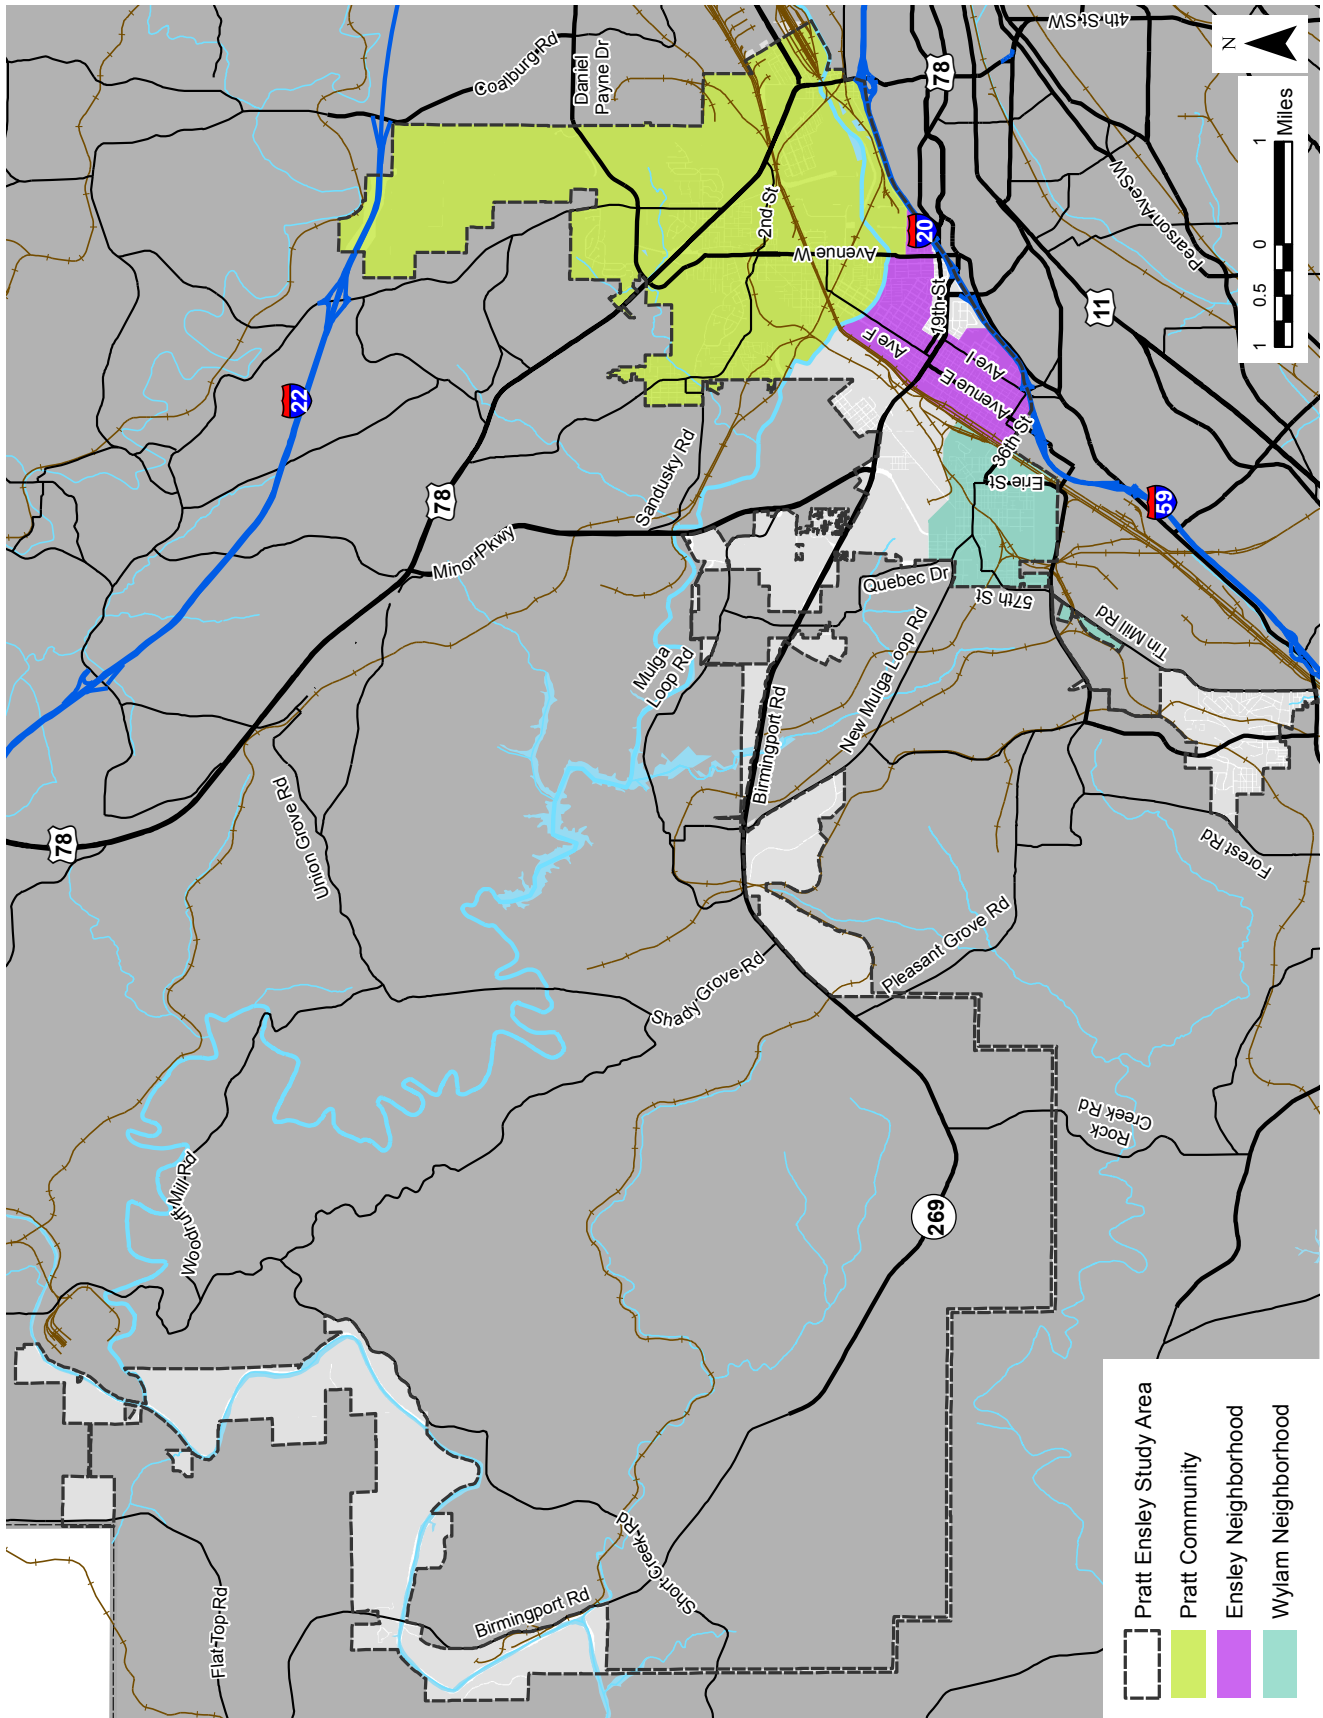 Coalburg Rd
Daniel
Payne Dr
4th St SW
N
78
1 0.5 0 1
Miles
Pearson Ave SW
2nd St
Avenue W
20
19th St
11
Ave F
Ave I
Avenue E
22
36th St
Erie St
59
78
Sandusky Rd
Minor Pkwy
Quebec Dr
57th St
Tin Mill Rd
New Mulga Loop Rd
Mulga
Loop Rd
Birmingport Rd
78
Union Grove Rd
Forest Rd
Pleasant Grove Rd
Shady Grove Rd
Rock
Creek Rd
Woodruff Mill Rd
269
Short Creek Rd
Birmingport Rd
Flat Top Rd
Pratt Ensley Study Area
Pratt Community
Ensley Neighborhood
Wylam Neighborhood